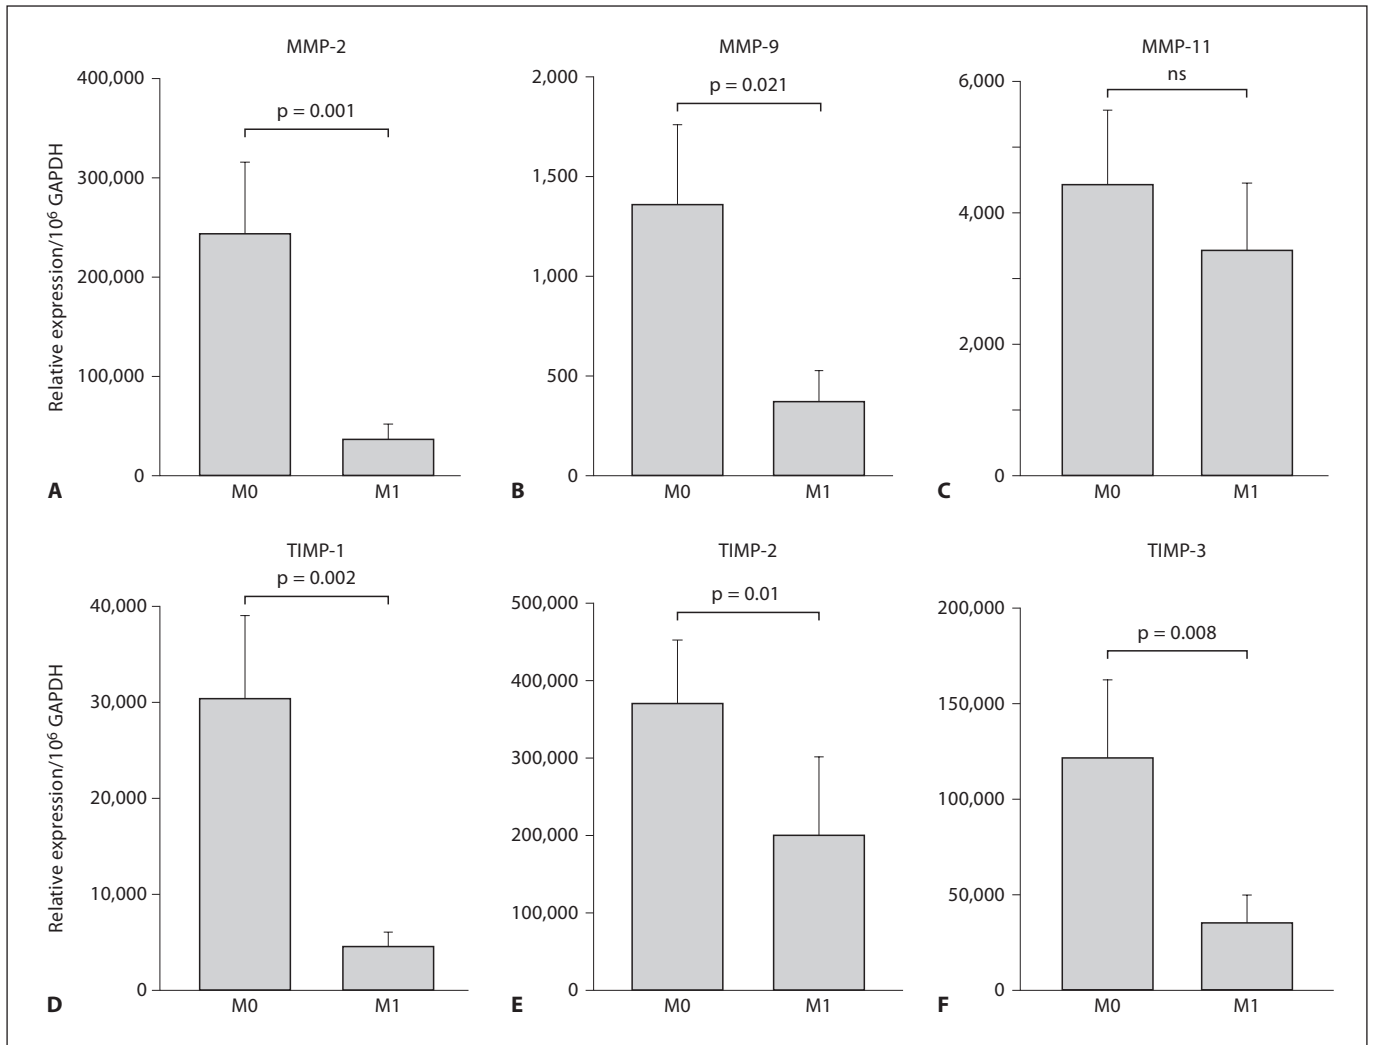 MMP-2
400,000
300,000
200,000
100,000
0
p = 0.001
Relative expression/10⁶ GAPDH
M0 M1
A
MMP-9
2,000
1,500
1,000
500
0
p = 0.021
M0 M1
B
MMP-11
6,000
4,000
2,000
0
ns
M0 M1
C
TIMP-1
40,000
30,000
20,000
10,000
0
p = 0.002
Relative expression/10⁶ GAPDH
M0 M1
D
TIMP-2
500,000
400,000
300,000
200,000
100,000
0
p = 0.01
M0 M1
E
TIMP-3
200,000
150,000
100,000
50,000
0
p = 0.008
M0 M1
F